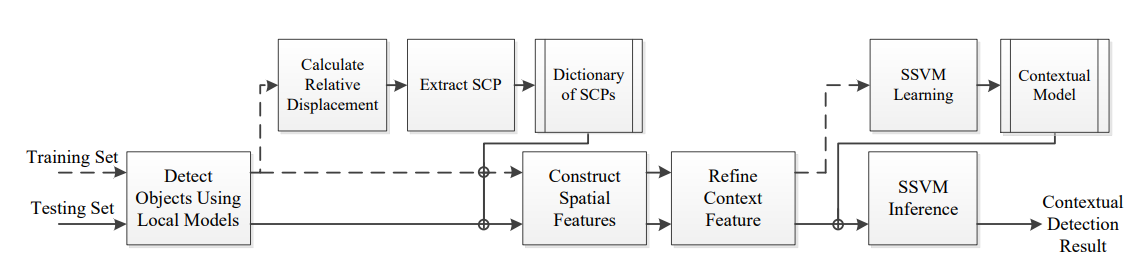 Calculate
Relative
Displacement
Extract SCP
Dictionary
of SCPs
SSVM
Learning
Contextual
Model
Training Set
Testing Set
Detect
Objects Using
Local Models
Construct
Spatial
Features
Refine
Context
Feature
SSVM
Inference
Contextual
Detection
Result